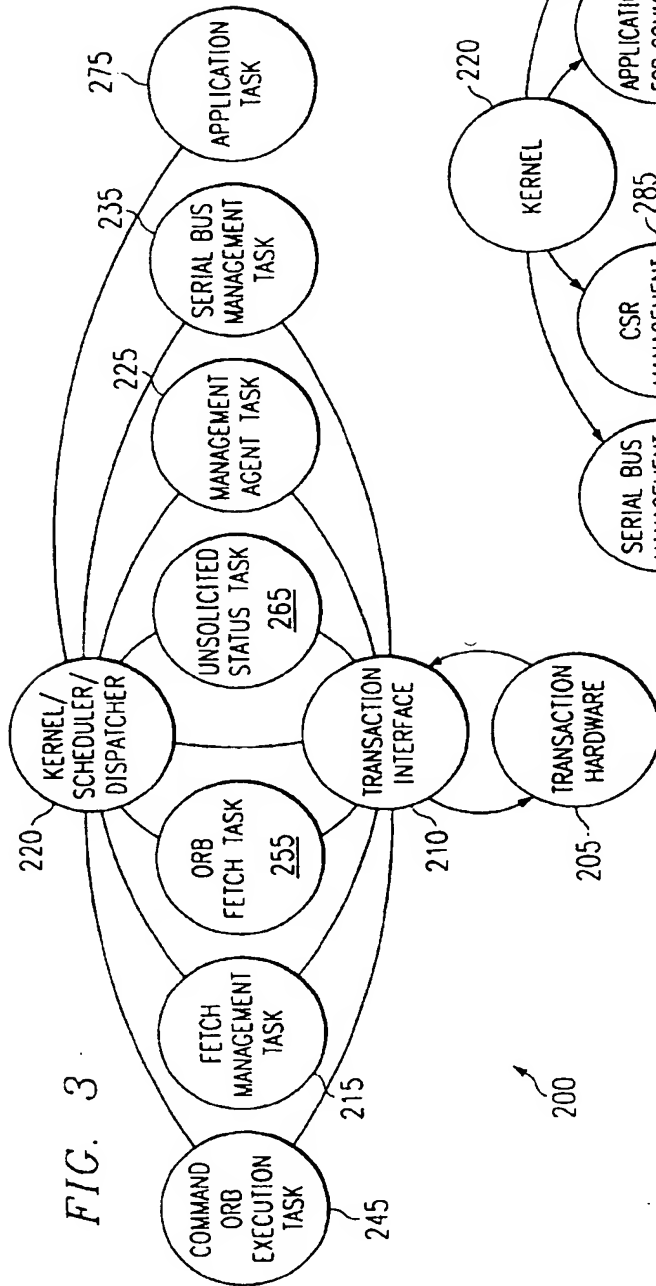 FIG. 3
220
KERNEL/
SCHEDULER/
DISPATCHER
275
APPLICATION
TASK
235
SERIAL BUS
MANAGEMENT
TASK
225
MANAGEMENT
AGENT TASK
UNSOLICITED
STATUS TASK
265
ORB
FETCH TASK
255
FETCH
MANAGEMENT
TASK
215
COMMAND
ORB
EXECUTION
TASK
245
TRANSACTION
INTERFACE
210
TRANSACTION
HARDWARE
205
200
220
KERNEL
SERIAL BUS
MANAGEMENT
CSR
MANAGEMENT
285